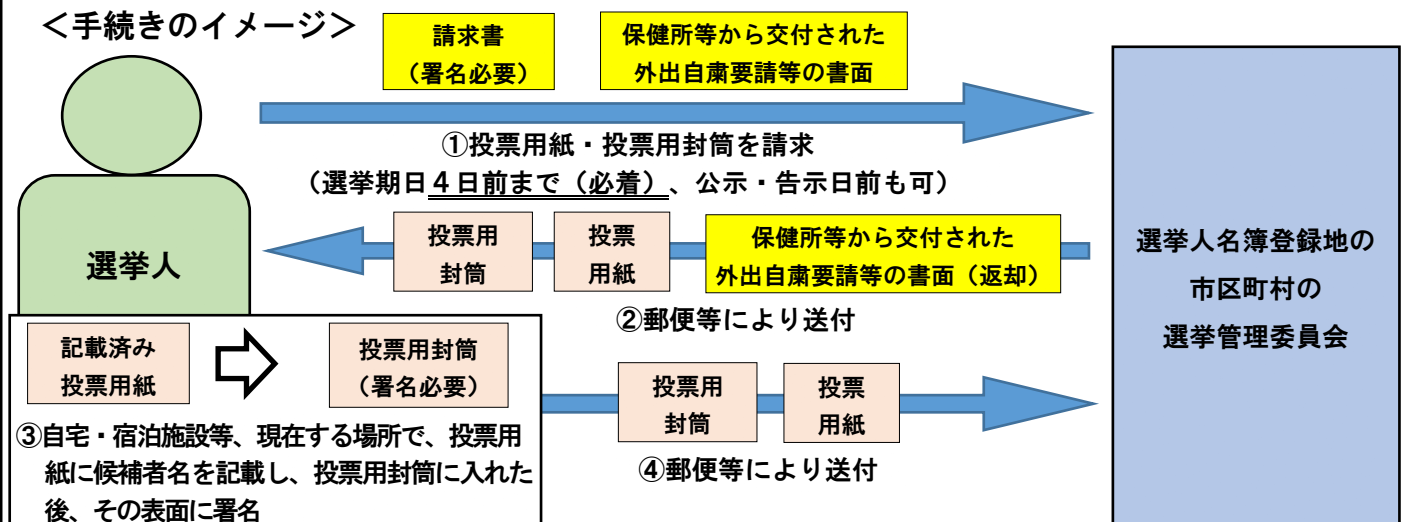 ＜手続きのイメージ＞
請求書
（署名必要）
保健所等から交付された
外出自粛要請等の書面
①投票用紙・投票用封筒を請求
（選挙期日４日前まで（必着）、公示・告示日前も可）
選挙人
投票用
封筒
投票
用紙
保健所等から交付された
外出自粛要請等の書面（返却）
②郵便等により送付
選挙人名簿登録地の
市区町村の
選挙管理委員会
記載済み
投票用紙
投票用封筒
（署名必要）
③自宅・宿泊施設等、現在する場所で、投票用
紙に候補者名を記載し、投票用封筒に入れた
後、その表面に署名
投票用
封筒
投票
用紙
④郵便等により送付